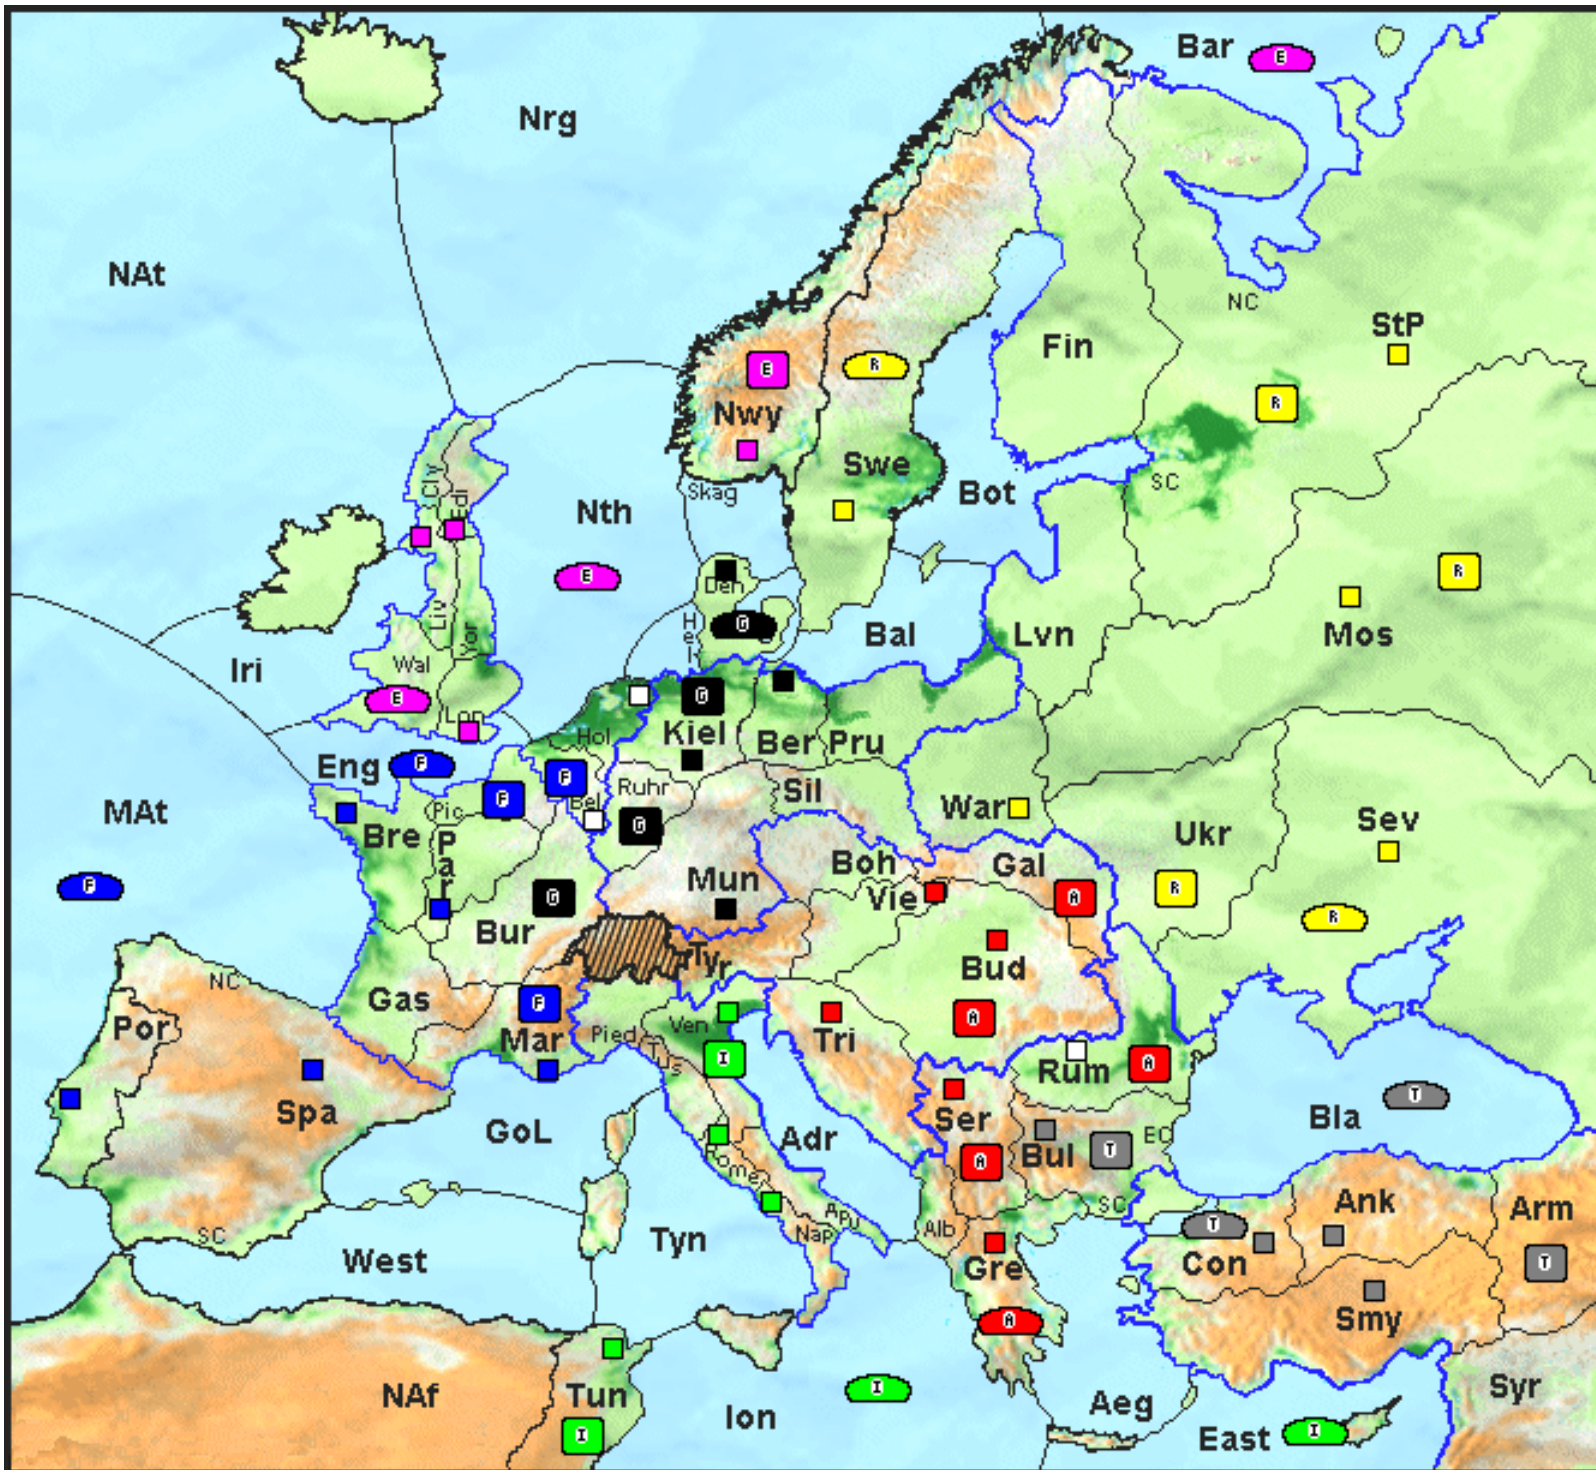 Bar
E
Nrg
NAt
NC
StP
Fin
E
R
R
Nwy
Swe
Cly
Edi
SC
Skag
Bot
Nth
E
R
Den
G
Hel
Liv
Yor
Bal
Lvn
Mos
Iri
Wal
E
G
Lon
Hol
Kiel
Ber
Pru
Eng
F
F
F
Ruhr
Sil
MAt
Pic
Bel
War
Bre
Par
G
Ukr
Sev
Boh
Gal
F
Mun
Vie
A
R
G
R
Bur
Tyr
Bud
NC
Gas
F
A
Por
Mar
Pied
Ven
Tri
I
Tus
Rum
A
T
Spa
Ser
Bla
GoL
Adr
Bul
T
EC
Rome
A
Ank
SC
Arm
Apu
Alb
T
SC
Nap
Tyn
West
Con
T
Gre
A
Smy
NAf
Tun
I
Ion
Aeg
Syr
I
East
I